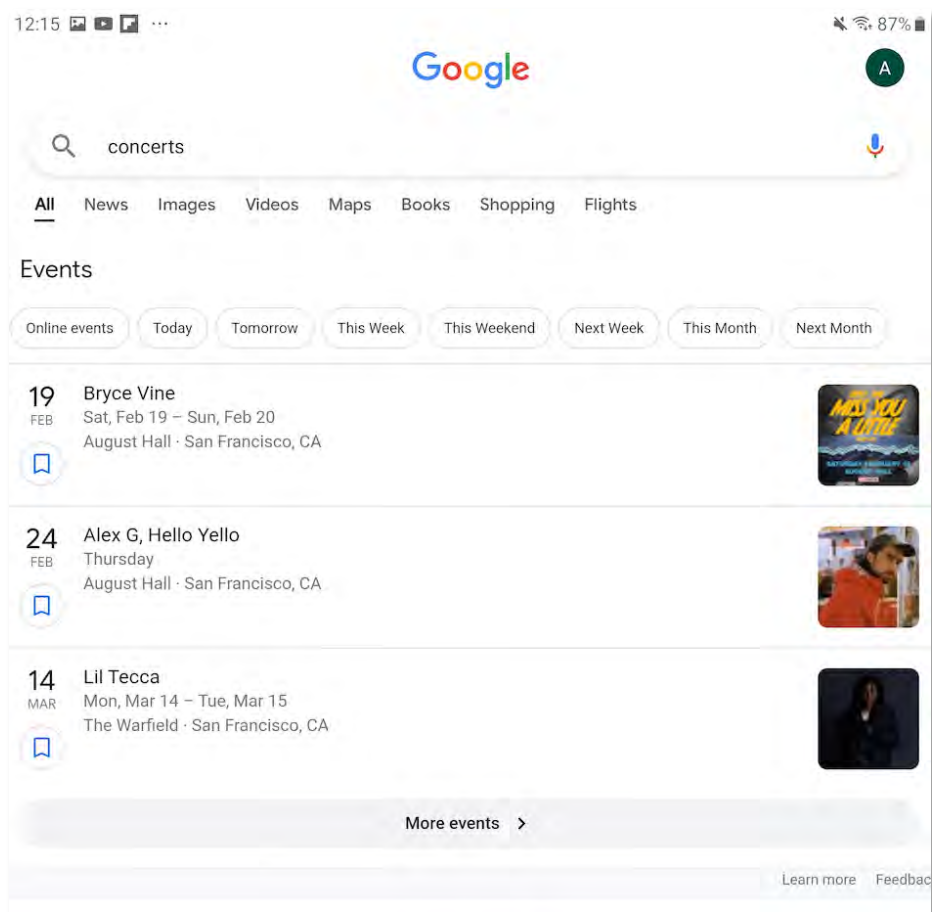 12:15 ... 87%
Google
A
concerts
All News Images Videos Maps Books Shopping Flights
Events
Online events Today Tomorrow This Week This Weekend Next Week This Month Next Month
19 Bryce Vine
FEB Sat, Feb 19 – Sun, Feb 20
August Hall · San Francisco, CA
MISS YOU
A LITTLE
24 Alex G, Hello Yello
FEB Thursday
August Hall · San Francisco, CA
14 Lil Tecca
MAR Mon, Mar 14 – Tue, Mar 15
The Warfield · San Francisco, CA
More events >
Learn more Feedbac